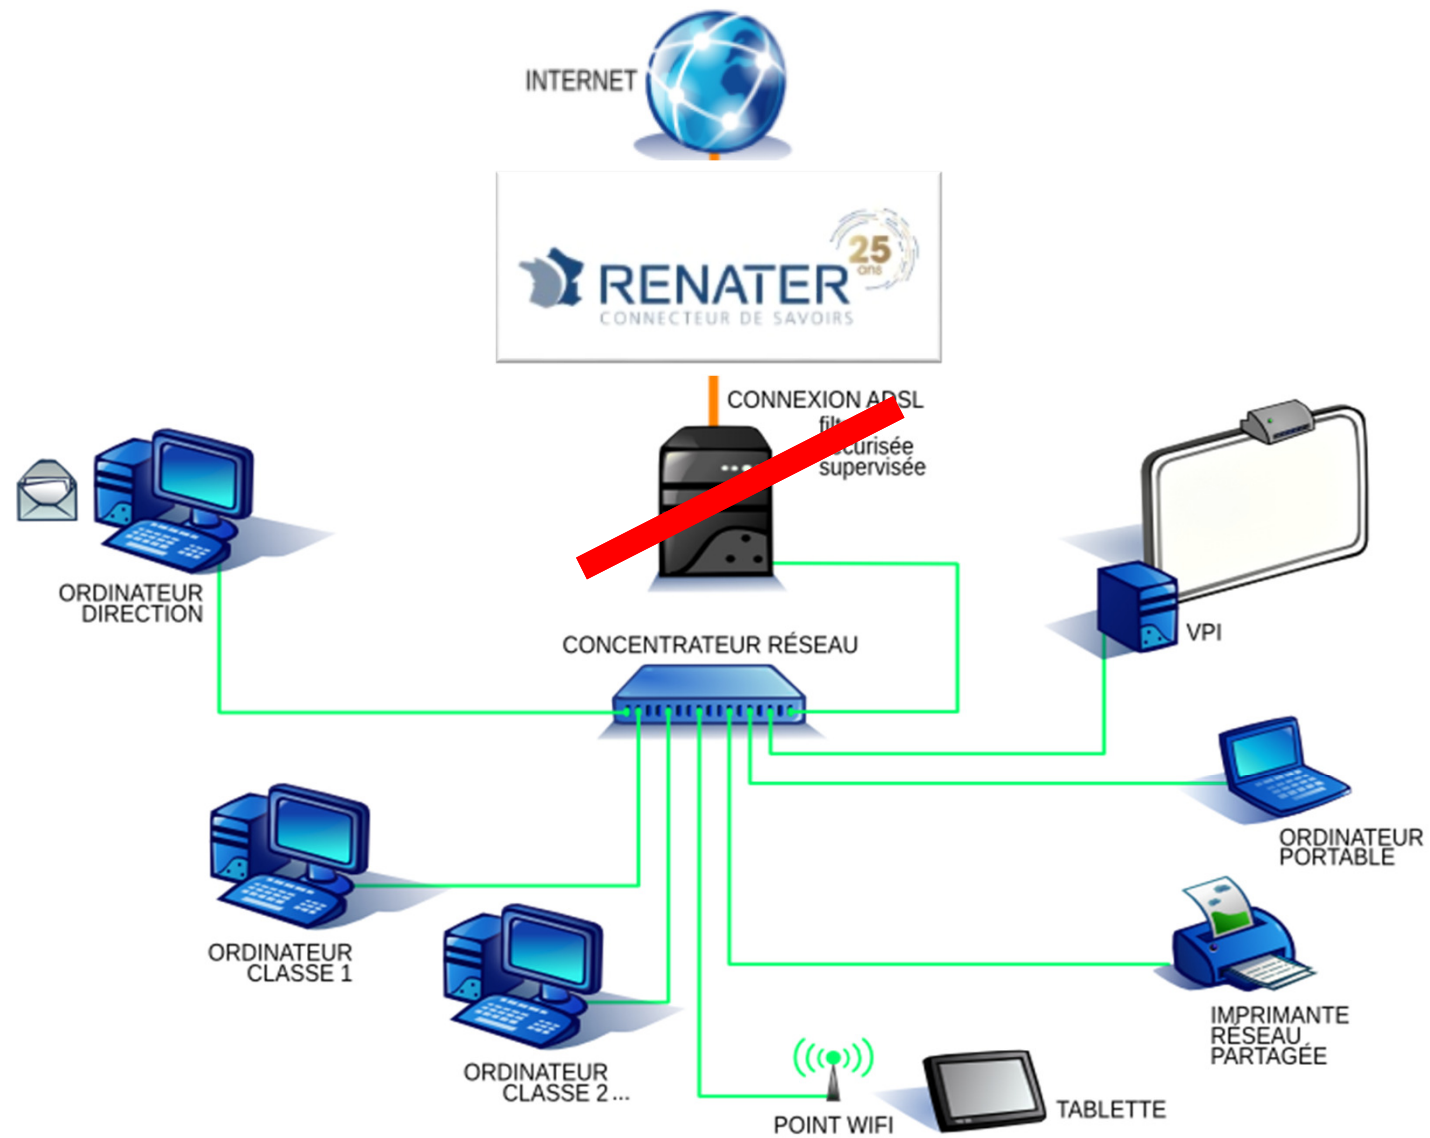 INTERNET
25
ans
RENATER
CONNECTEUR DE SAVOIRS
CONNEXION ADSL
supervisée
ORDINATEUR
DIRECTION
CONCENTRATEUR RÉSEAU
VPI
ORDINATEUR
PORTABLE
ORDINATEUR
CLASSE 1
IMPRIMANTE
RÉSEAU
PARTAGÉE
ORDINATEUR
CLASSE 2 ...
POINT WIFI
TABLETTE